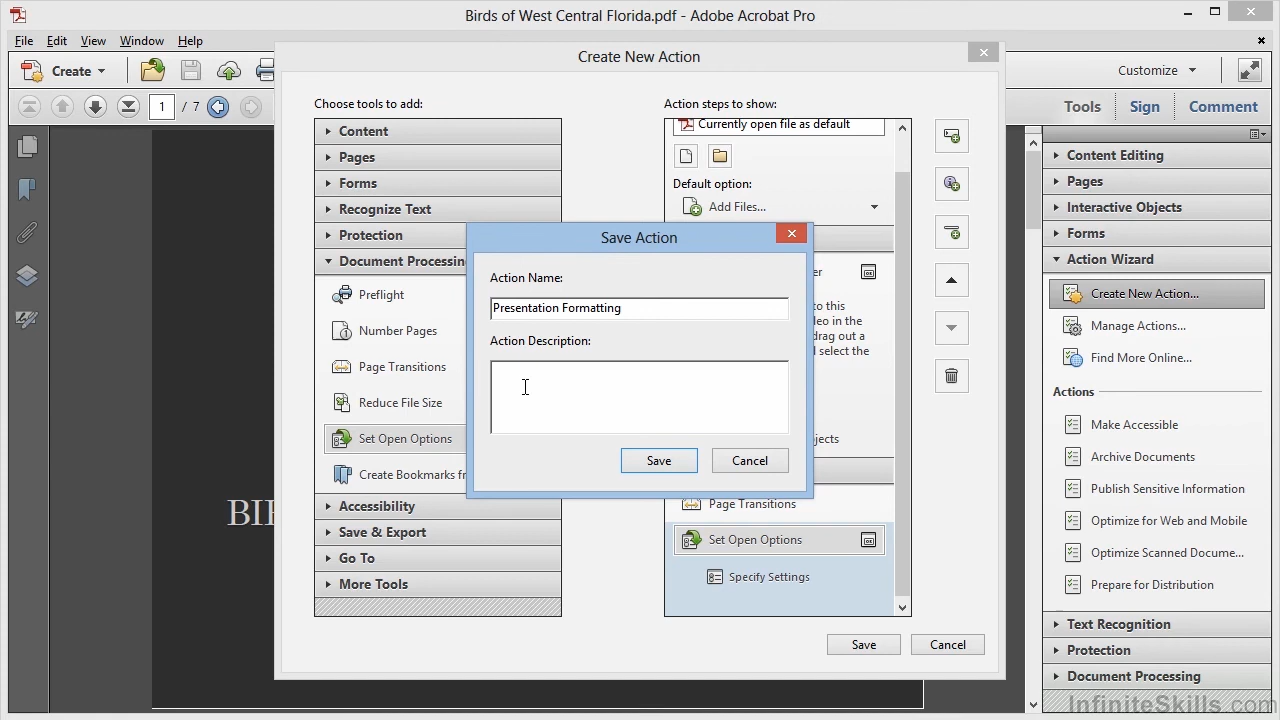 Birds of West Central Florida.pdf - Adobe Acrobat Pro
File Edit View Window Help
Create
Customize
1 / 7
Tools Sign Comment
Create New Action
Choose tools to add:
Content
Pages
Forms
Recognize Text
Protection
Document Processing
Preflight
Number Pages
Page Transitions
Reduce File Size
Set Open Options
Create Bookmarks
Accessibility
Save & Export
Go To
More Tools
Action steps to show:
Currently open file as default
Default option:
Add Files...
to this
drag out a
select the
Page Transitions
Set Open Options
Specify Settings
Save Cancel
Save Action
Action Name:
Presentation Formatting
Action Description:
Save Cancel
Content Editing
Pages
Interactive Objects
Forms
Action Wizard
Create New Action...
Manage Actions...
Find More Online...
Actions
Make Accessible
Archive Documents
Publish Sensitive Information
Optimize for Web and Mobile
Optimize Scanned Docume...
Prepare for Distribution
Text Recognition
Protection
Document Processing
InfiniteSkills.com